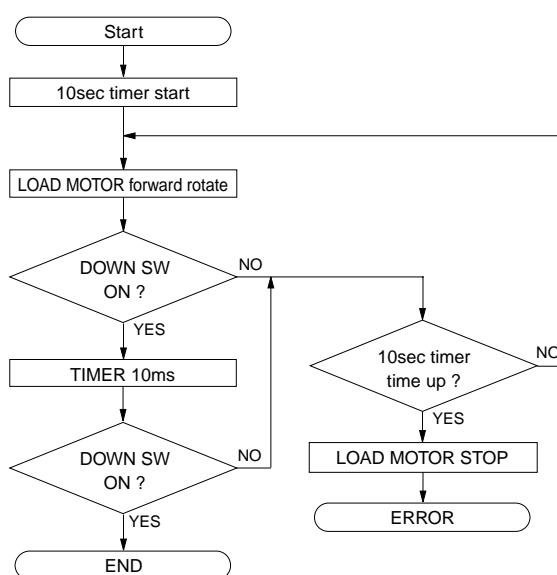 Start
10sec timer start
LOAD MOTOR forward rotate
DOWN SW
ON ?
NO
YES
TIMER 10ms
DOWN SW
ON ?
NO
YES
END
10sec timer
time up ?
NO
YES
LOAD MOTOR STOP
ERROR